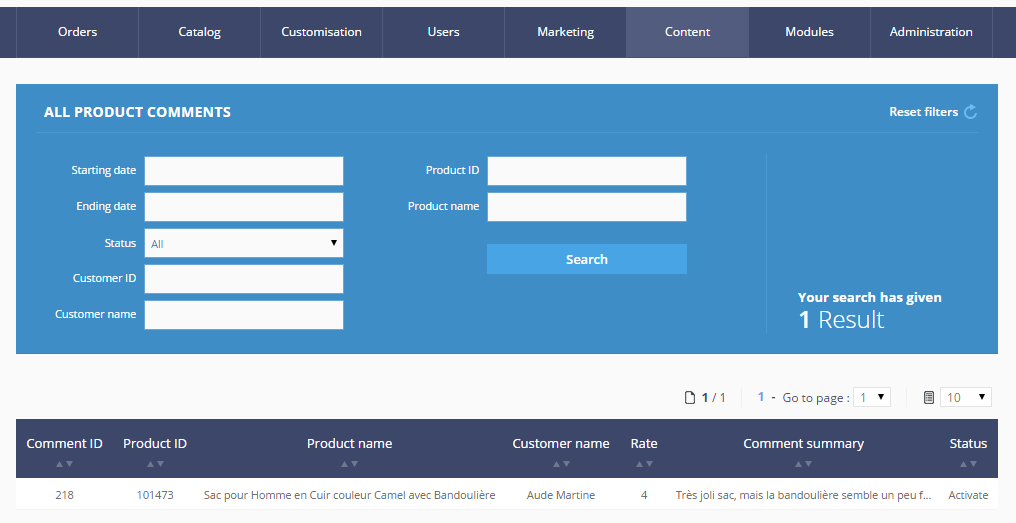 Orders Catalog Customisation Users Marketing Content Modules Administration
ALL PRODUCT COMMENTS Reset filters
Starting date Product ID
Ending date Product name
Status All
Search
Customer ID
Customer name
Your search has given
1 Result
1 / 1 1 - Go to page : 1 10
Comment ID Product ID Product name Customer name Rate Comment summary Status
218 101473 Sac pour Homme en Cuir couleur Camel avec Bandoulière Aude Martine 4 Très joli sac, mais la bandoulière semble un peu f... Activate